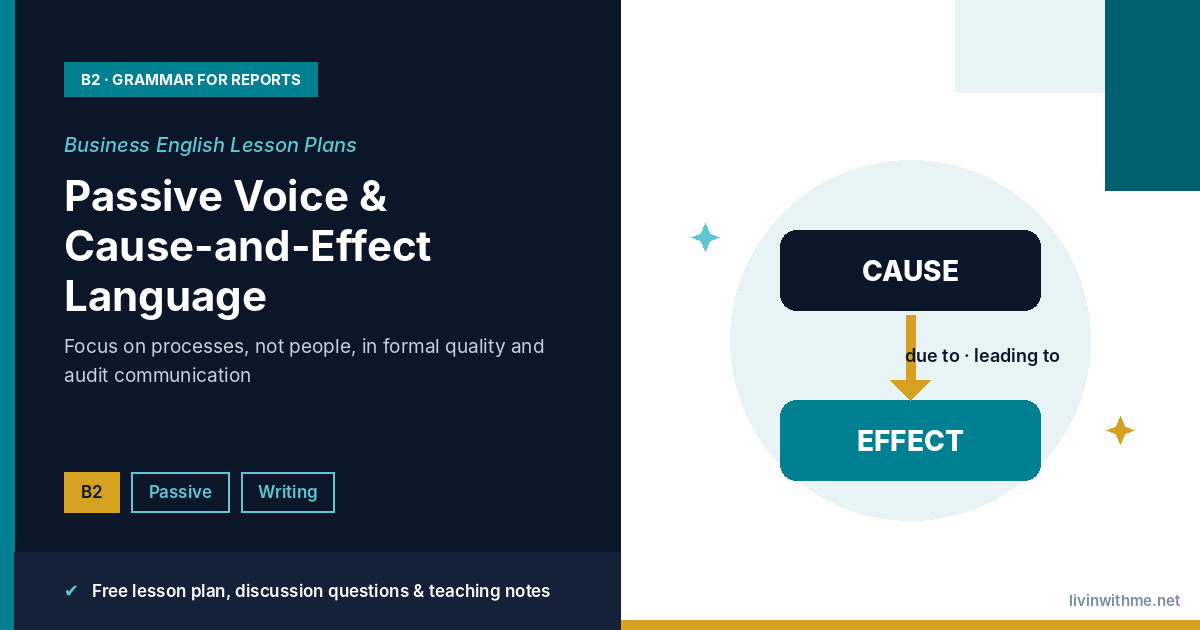 B2 · GRAMMAR FOR REPORTS
Business English Lesson Plans
Passive Voice &
Cause-and-Effect
Language
Focus on processes, not people, in formal quality and
audit communication
B2
Passive
Writing
✔ Free lesson plan, discussion questions & teaching notes
CAUSE
due to · leading to
EFFECT
livinwithme.net